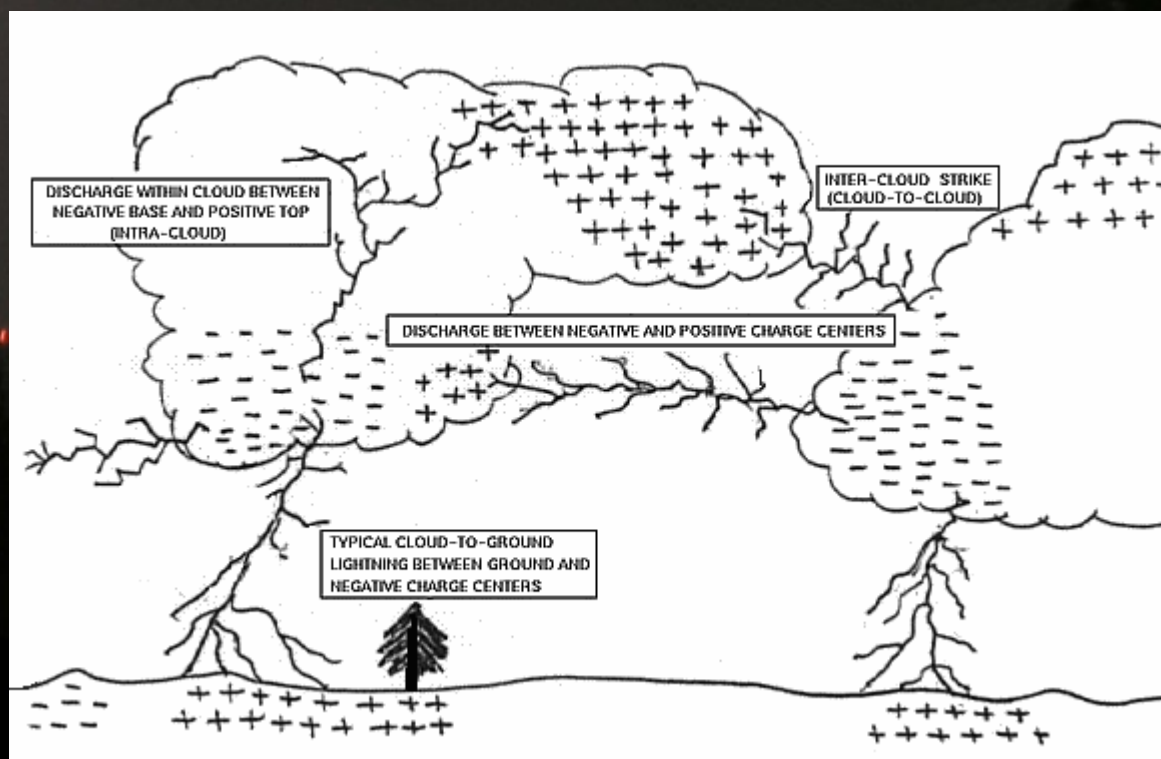 DISCHARGE WITHIN CLOUD BETWEEN
NEGATIVE BASE AND POSITIVE TOP
(INTRA-CLOUD)
INTER-CLOUD STRIKE
(CLOUD-TO-CLOUD)
DISCHARGE BETWEEN NEGATIVE AND POSITIVE CHARGE CENTERS
TYPICAL CLOUD-TO-GROUND
LIGHTNING BETWEEN GROUND AND
NEGATIVE CHARGE CENTERS